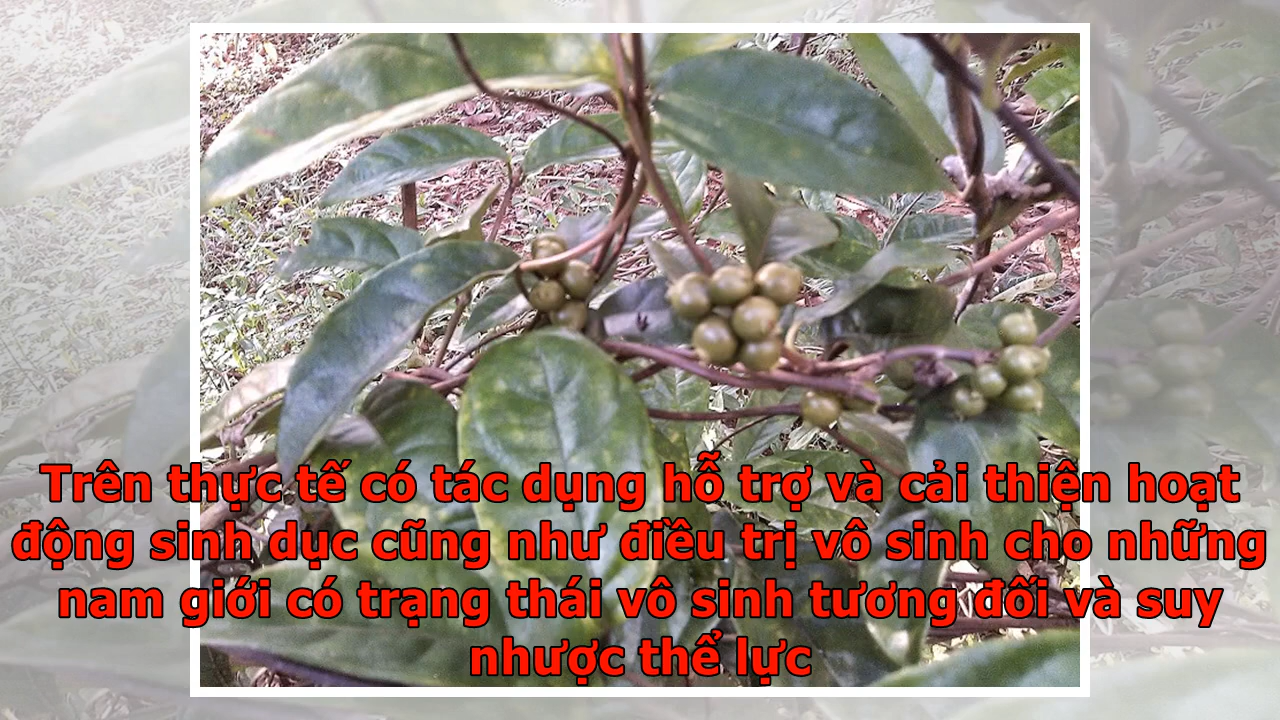 Trên thực tế có tác dụng hỗ trợ và cải thiện hoạt
động sinh dục cũng như điều trị vô sinh cho những
nam giới có trạng thái vô sinh tương đối và suy
nhược thể lực